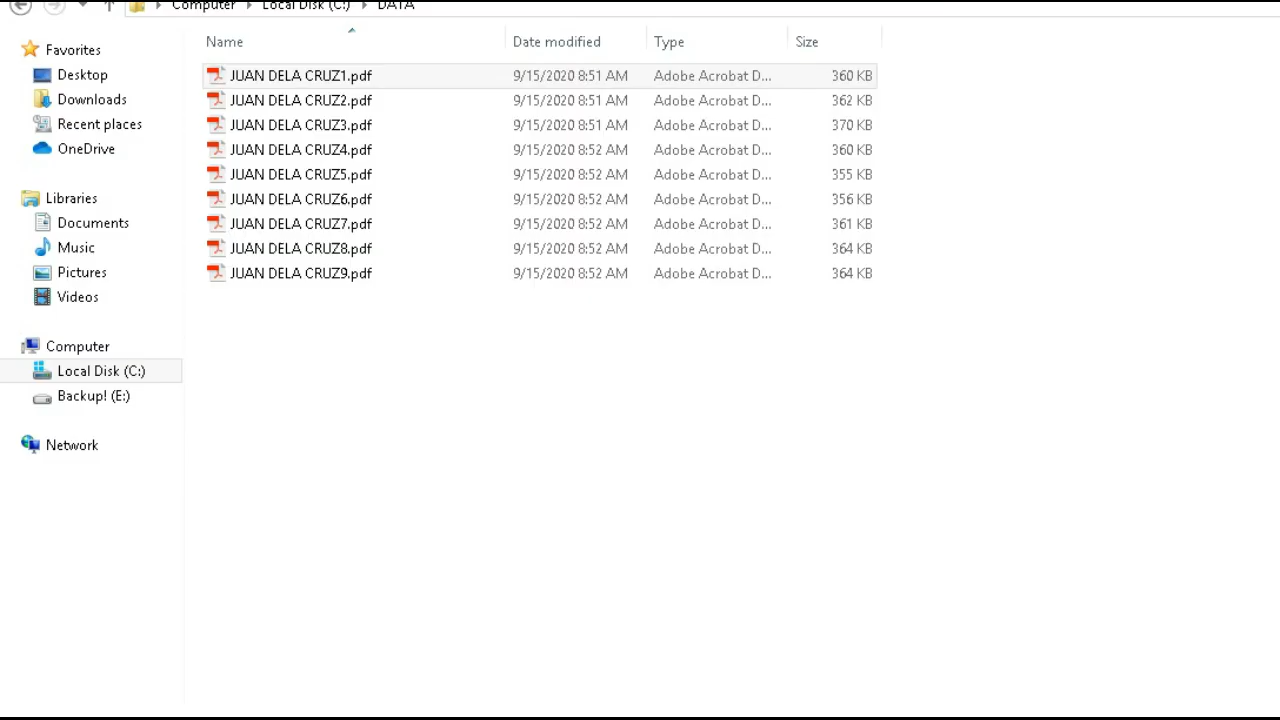 Computer Local Disk (C:) DATA
Name Date modified Type Size
Favorites
Desktop
Downloads
Recent places
OneDrive
Libraries
Documents
Music
Pictures
Videos
Computer
Local Disk (C:)
Backup! (E:)
Network
JUAN DELA CRUZ1.pdf 9/15/2020 8:51 AM Adobe Acrobat D... 360 KB
JUAN DELA CRUZ2.pdf 9/15/2020 8:51 AM Adobe Acrobat D... 362 KB
JUAN DELA CRUZ3.pdf 9/15/2020 8:51 AM Adobe Acrobat D... 370 KB
JUAN DELA CRUZ4.pdf 9/15/2020 8:52 AM Adobe Acrobat D... 360 KB
JUAN DELA CRUZ5.pdf 9/15/2020 8:52 AM Adobe Acrobat D... 355 KB
JUAN DELA CRUZ6.pdf 9/15/2020 8:52 AM Adobe Acrobat D... 356 KB
JUAN DELA CRUZ7.pdf 9/15/2020 8:52 AM Adobe Acrobat D... 361 KB
JUAN DELA CRUZ8.pdf 9/15/2020 8:52 AM Adobe Acrobat D... 364 KB
JUAN DELA CRUZ9.pdf 9/15/2020 8:52 AM Adobe Acrobat D... 364 KB